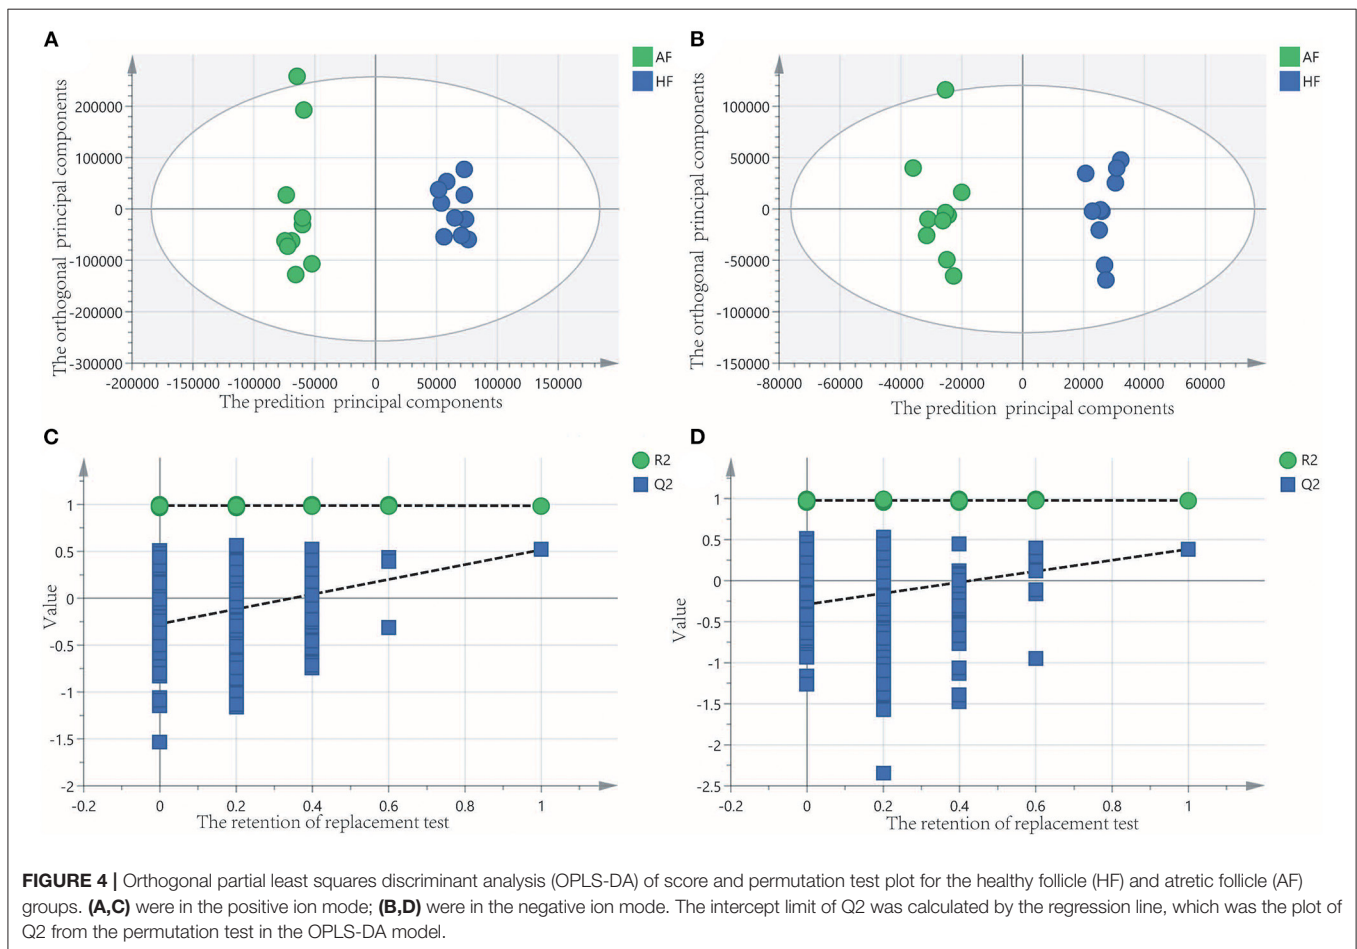 A
AF
HF
The orthogonal principal components
200000
100000
0
-100000
-200000
-300000
-200000 -150000 -100000 -50000 0 50000 100000 150000
The predition principal components
B
AF
HF
The orthogonal principal components
100000
50000
0
-50000
-100000
-150000
-80000 -60000 -40000 -20000 0 20000 40000 60000
The predition principal components
C
R2
Q2
Value
1
0.5
0
-0.5
-1
-1.5
-2
-0.2 0 0.2 0.4 0.6 0.8 1
The retention of replacement test
D
R2
Q2
Value
1
0.5
0
-0.5
-1
-1.5
-2
-2.5
-0.2 0 0.2 0.4 0.6 0.8 1
The retention of replacement test
FIGURE 4 | Orthogonal partial least squares discriminant analysis (OPLS-DA) of score and permutation test plot for the healthy follicle (HF) and atretic follicle (AF)
groups. (A,C) were in the positive ion mode; (B,D) were in the negative ion mode. The intercept limit of Q2 was calculated by the regression line, which was the plot of
Q2 from the permutation test in the OPLS-DA model.